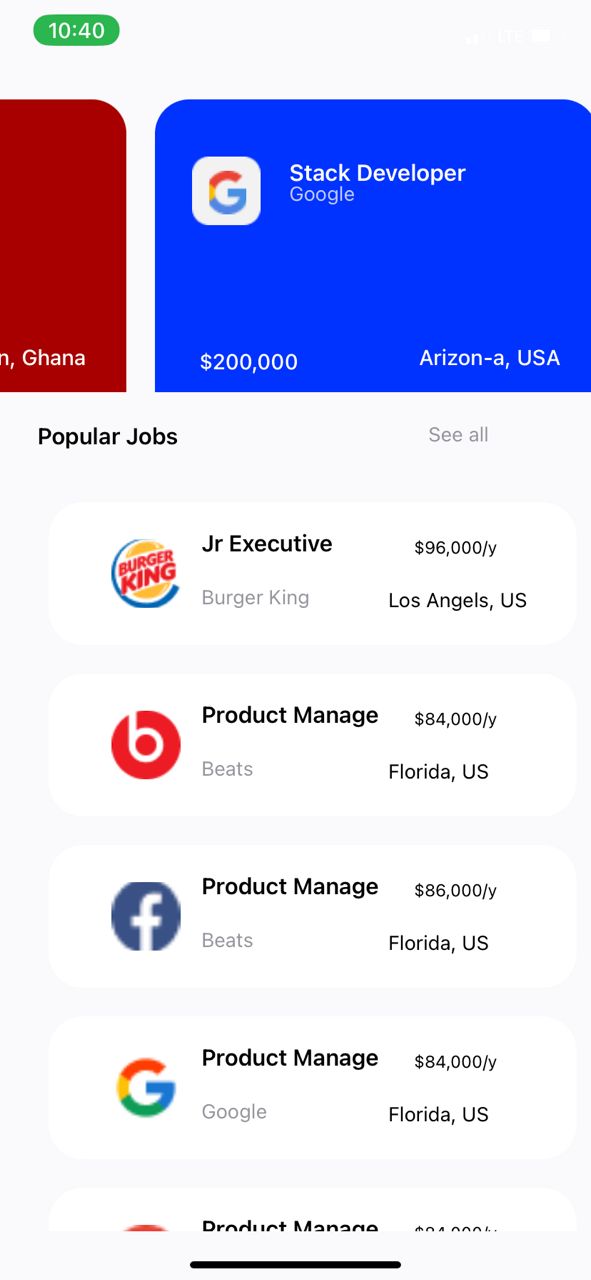 10:40
LTE
Stack Developer
Google
n, Ghana
$200,000
Arizon-a, USA
Popular Jobs
See all
BURGER
KING
Jr Executive
$96,000/y
Burger King
Los Angels, US
Product Manage
$84,000/y
Beats
Florida, US
Product Manage
$86,000/y
Beats
Florida, US
Product Manage
$84,000/y
Google
Florida, US
Product Manage
$84,000/y